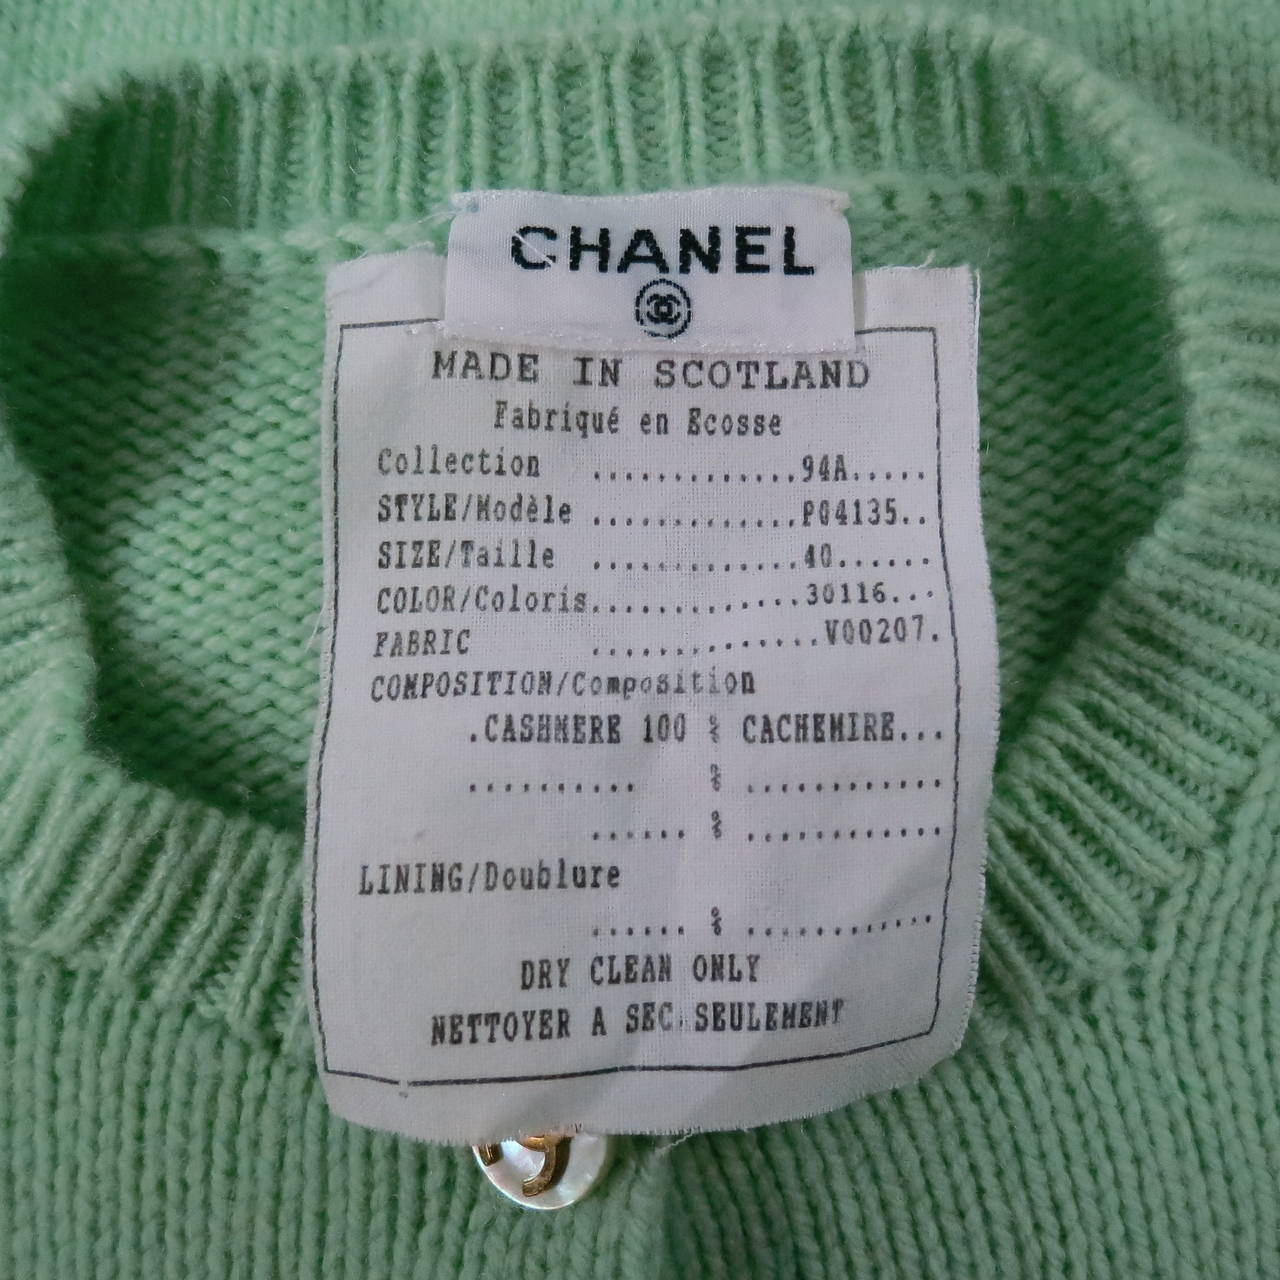 CHANEL
MADE IN SCOTLAND
Fabriqué en Ecosse
Collection .............94A.....
STYLE/Modèle .............P04135..
SIZE/Taille .............40......
COLOR/Coloris.............30116...
FABRIC .............V00207.
COMPOSITION/Composition
.CASHMERE 100 % CACHEMIRE...
.......... % ............
...... % ............
LINING/Doublure
...... % ............
DRY CLEAN ONLY
NETTOYER A SEC SEULEMENT